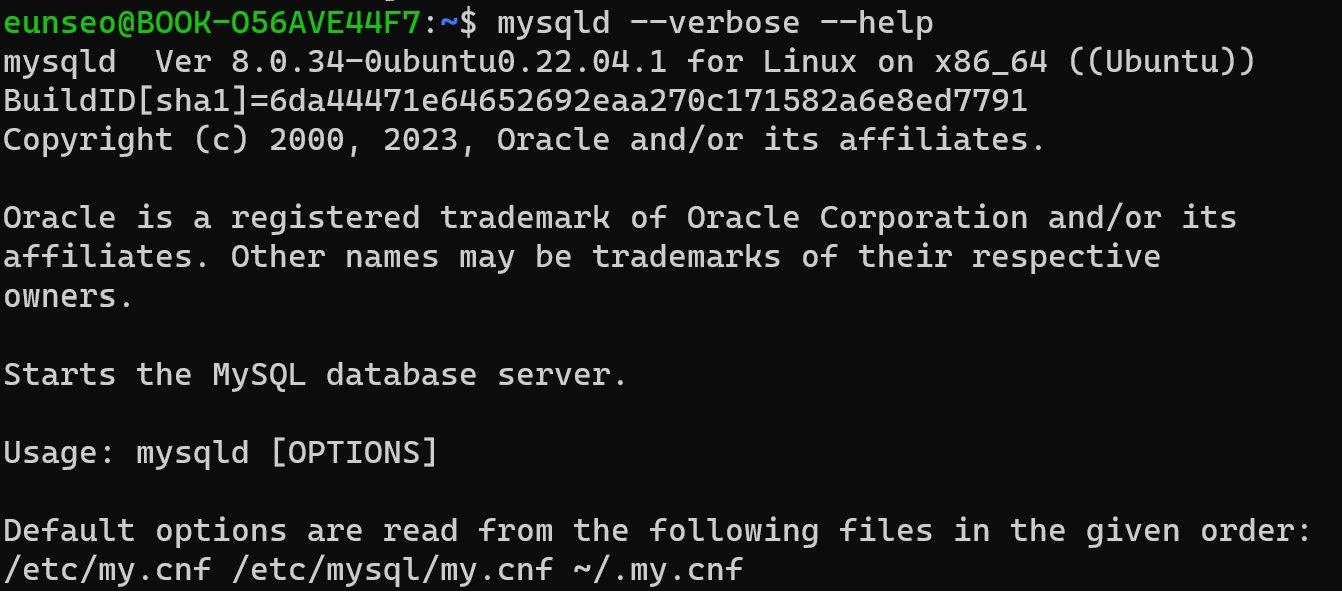 eunseo@BOOK-O56AVE44F7:~$ mysqld --verbose --help
mysqld  Ver 8.0.34-0ubuntu0.22.04.1 for Linux on x86_64 ((Ubuntu))
BuildID[sha1]=6da44471e64652692eaa270c171582a6e8ed7791
Copyright (c) 2000, 2023, Oracle and/or its affiliates.

Oracle is a registered trademark of Oracle Corporation and/or its
affiliates. Other names may be trademarks of their respective
owners.

Starts the MySQL database server.

Usage: mysqld [OPTIONS]

Default options are read from the following files in the given order:
/etc/my.cnf /etc/mysql/my.cnf ~/.my.cnf